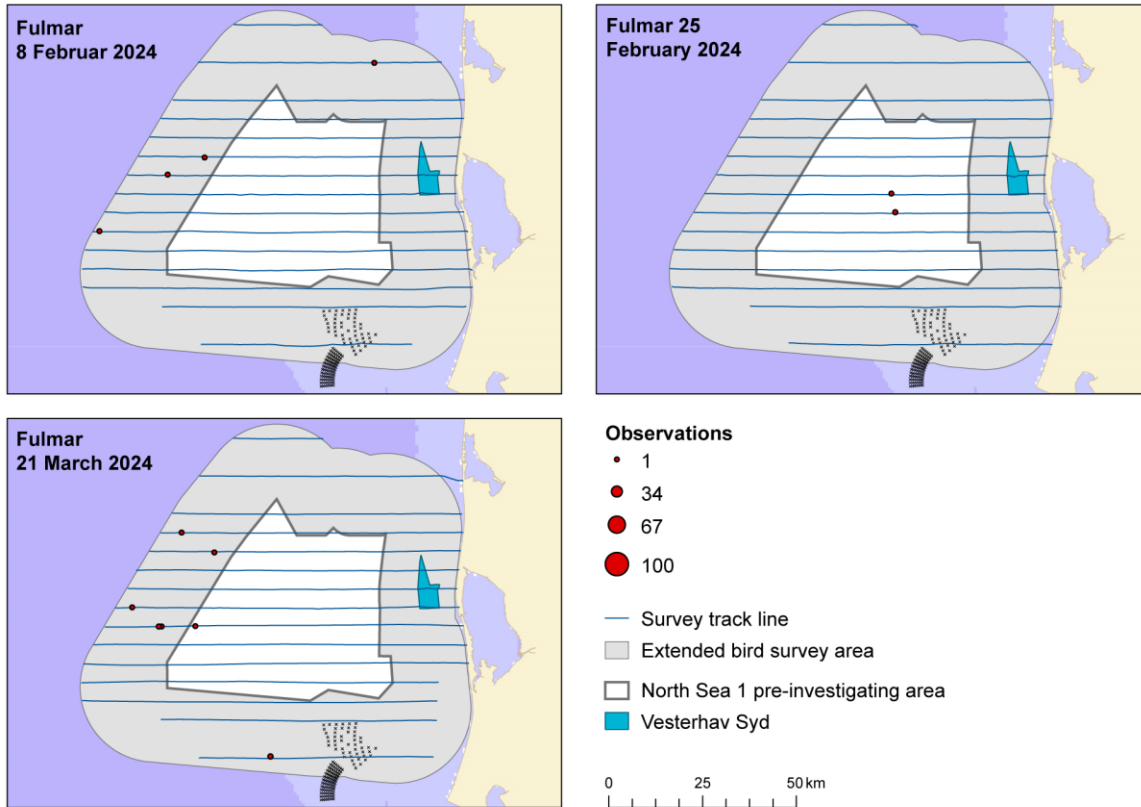 Fulmar
8 Februar 2024
Fulmar 25
February 2024
Fulmar
21 March 2024
Observations
1
34
67
100
Survey track line
Extended bird survey area
North Sea 1 pre-investigating area
Vesterhav Syd
0 25 50 km